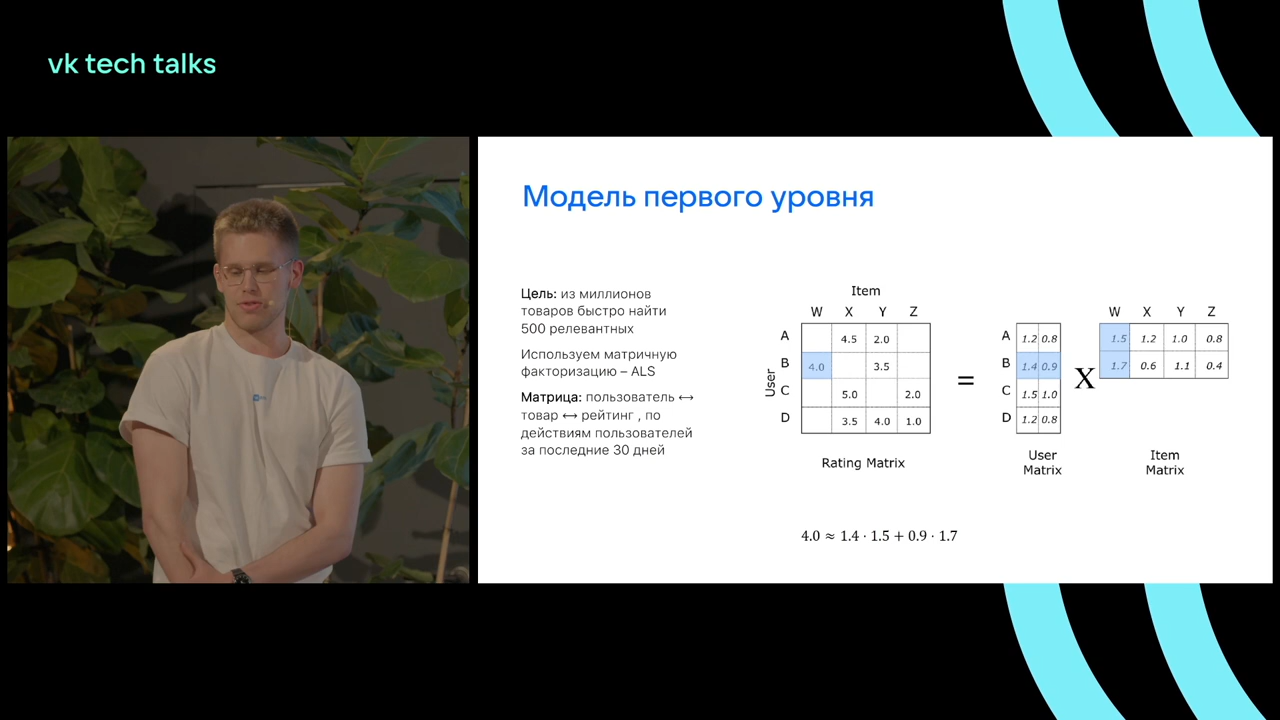 vk tech talks
Модель первого уровня
Цель: из миллионов
товаров быстро найти
500 релевантных
Используем матричную
факторизацию – ALS
Матрица: пользователь ↔
товар ↔ рейтинг , по
действиям пользователей
за последние 30 дней
Item
W X Y Z
User
A 4.5 2.0
B 4.0 3.5
C 5.0 2.0
D 3.5 4.0 1.0
Rating Matrix
=
A 1.2 0.8
B 1.4 0.9
C 1.5 1.0
D 1.2 0.8
User
Matrix
X
W X Y Z
1.5 1.2 1.0 0.8
1.7 0.6 1.1 0.4
Item
Matrix
4.0 ≈ 1.4 · 1.5 + 0.9 · 1.7